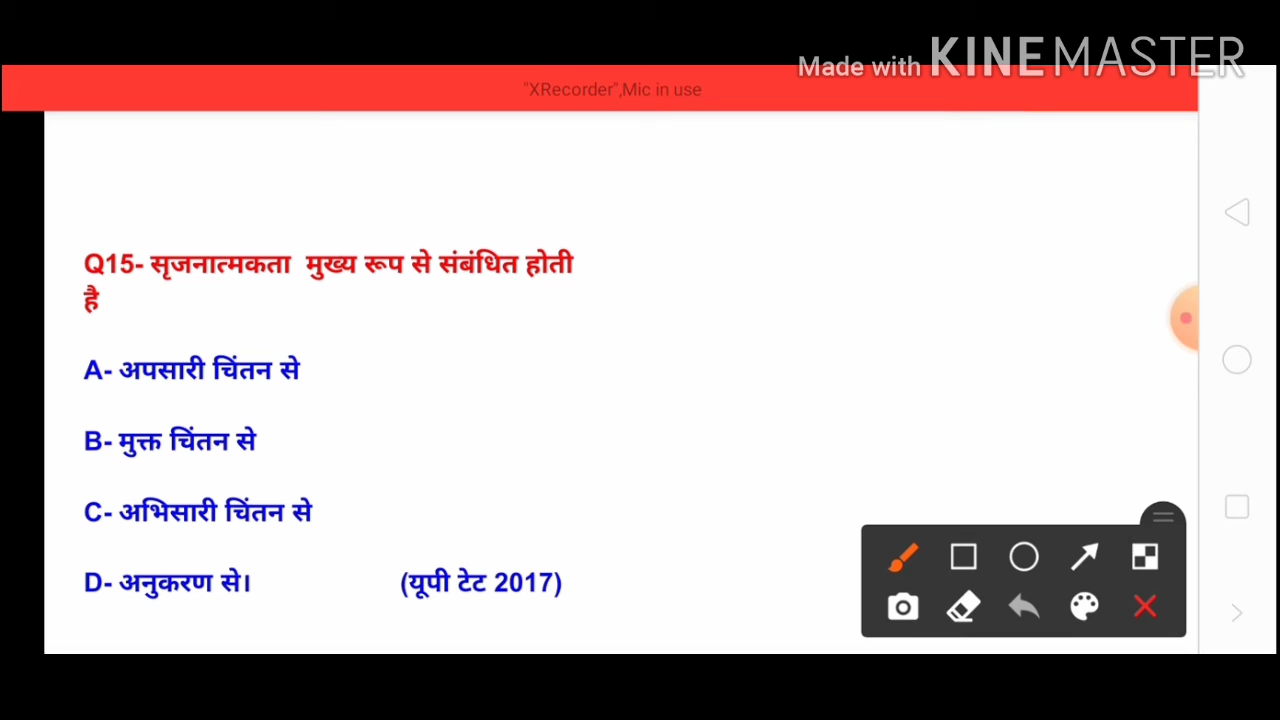 Made with KINEMASTER
"XRecorder",Mic in use
Q15- सृजनात्मकता मुख्य रूप से संबंधित होती
है
A- अपसारी चिंतन से
B- मुक्त चिंतन से
C- अभिसारी चिंतन से
D- अनुकरण से। (यूपी टेट 2017)